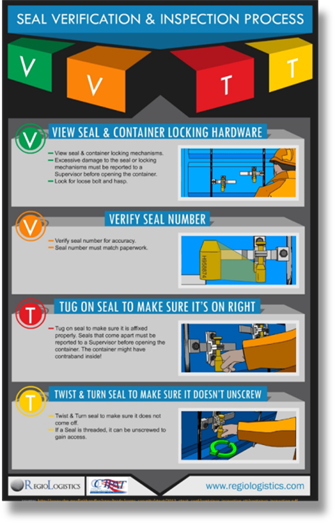 SEAL VERIFICATION & INSPECTION PROCESS
V
V
T
T
V
VIEW SEAL & CONTAINER LOCKING HARDWARE
View seal & container locking mechanisms.
Excessive damage to the seal or locking
mechanisms must be reported to a
Supervisor before opening the container.
Look for loose bolt and hasp.
V
VERIFY SEAL NUMBER
Verify seal number for accuracy.
Seal number must match paperwork.
T
TUG ON SEAL TO MAKE SURE IT'S ON RIGHT
Tug on seal to make sure it is affixed
properly. Seals that come apart must be
reported to a Supervisor before opening the
container. The container might have
contraband inside!
T
TWIST & TURN SEAL TO MAKE SURE IT DOESN'T UNSCREW
Twist & Turn seal to make sure it does not
come off.
If a Seal is threaded, it can be unscrewed to
gain access.
REGIOLOGISTICS
C-TPAT
www.regiologistics.com